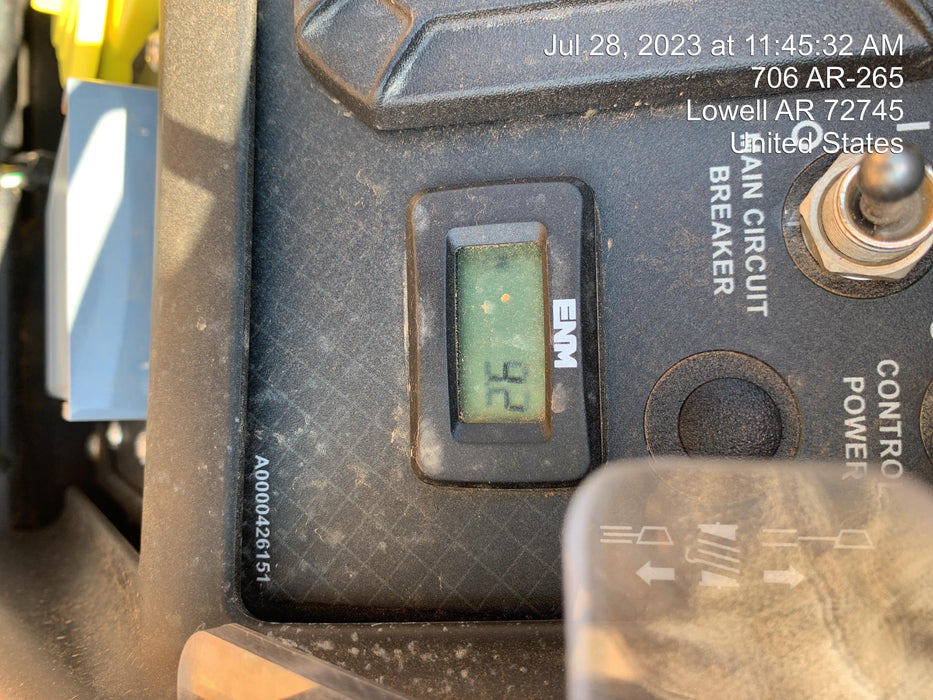 Jul 28, 2023 at 11:45:32 AM
706 AR-265
Lowell AR 72745
United States
O I
MAIN CIRCUIT
BREAKER
ENM
92
CONTROL
POWER
A0000426151